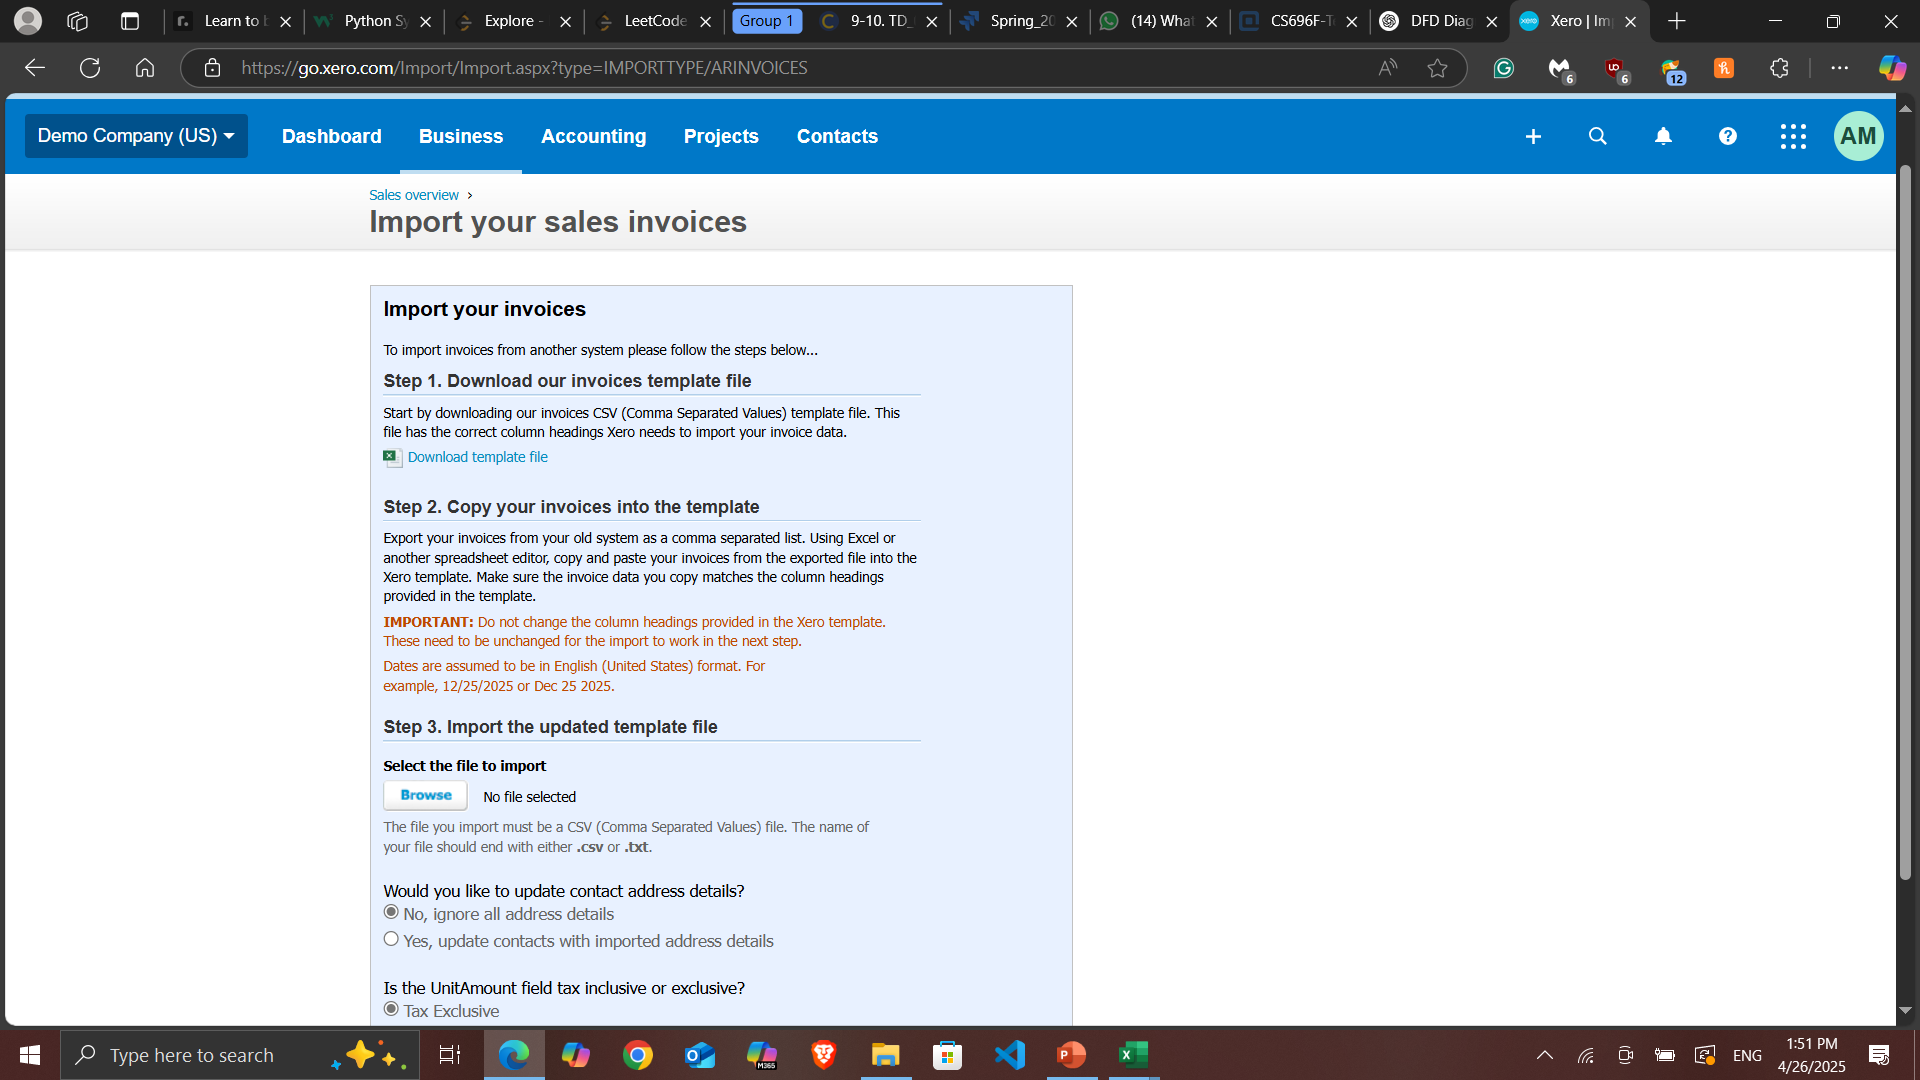 Learn to
Python Sy
Explore -
LeetCode
Group 1
9-10. TD_
Spring_20
(14) What
CS696F-T
DFD Diag
Xero | Im
https://go.xero.com/Import/Import.aspx?type=IMPORTTYPE/ARINVOICES
6
6
12
Demo Company (US)
Dashboard
Business
Accounting
Projects
Contacts
AM
Sales overview ›
Import your sales invoices
Import your invoices
To import invoices from another system please follow the steps below...
Step 1. Download our invoices template file
Start by downloading our invoices CSV (Comma Separated Values) template file. This
file has the correct column headings Xero needs to import your invoice data.
Download template file
Step 2. Copy your invoices into the template
Export your invoices from your old system as a comma separated list. Using Excel or
another spreadsheet editor, copy and paste your invoices from the exported file into the
Xero template. Make sure the invoice data you copy matches the column headings
provided in the template.
IMPORTANT: Do not change the column headings provided in the Xero template.
These need to be unchanged for the import to work in the next step.
Dates are assumed to be in English (United States) format. For
example, 12/25/2025 or Dec 25 2025.
Step 3. Import the updated template file
Select the file to import
Browse No file selected
The file you import must be a CSV (Comma Separated Values) file. The name of
your file should end with either .csv or .txt.
Would you like to update contact address details?
No, ignore all address details
Yes, update contacts with imported address details
Is the UnitAmount field tax inclusive or exclusive?
Tax Exclusive
Type here to search
M365
ENG
1:51 PM
4/26/2025